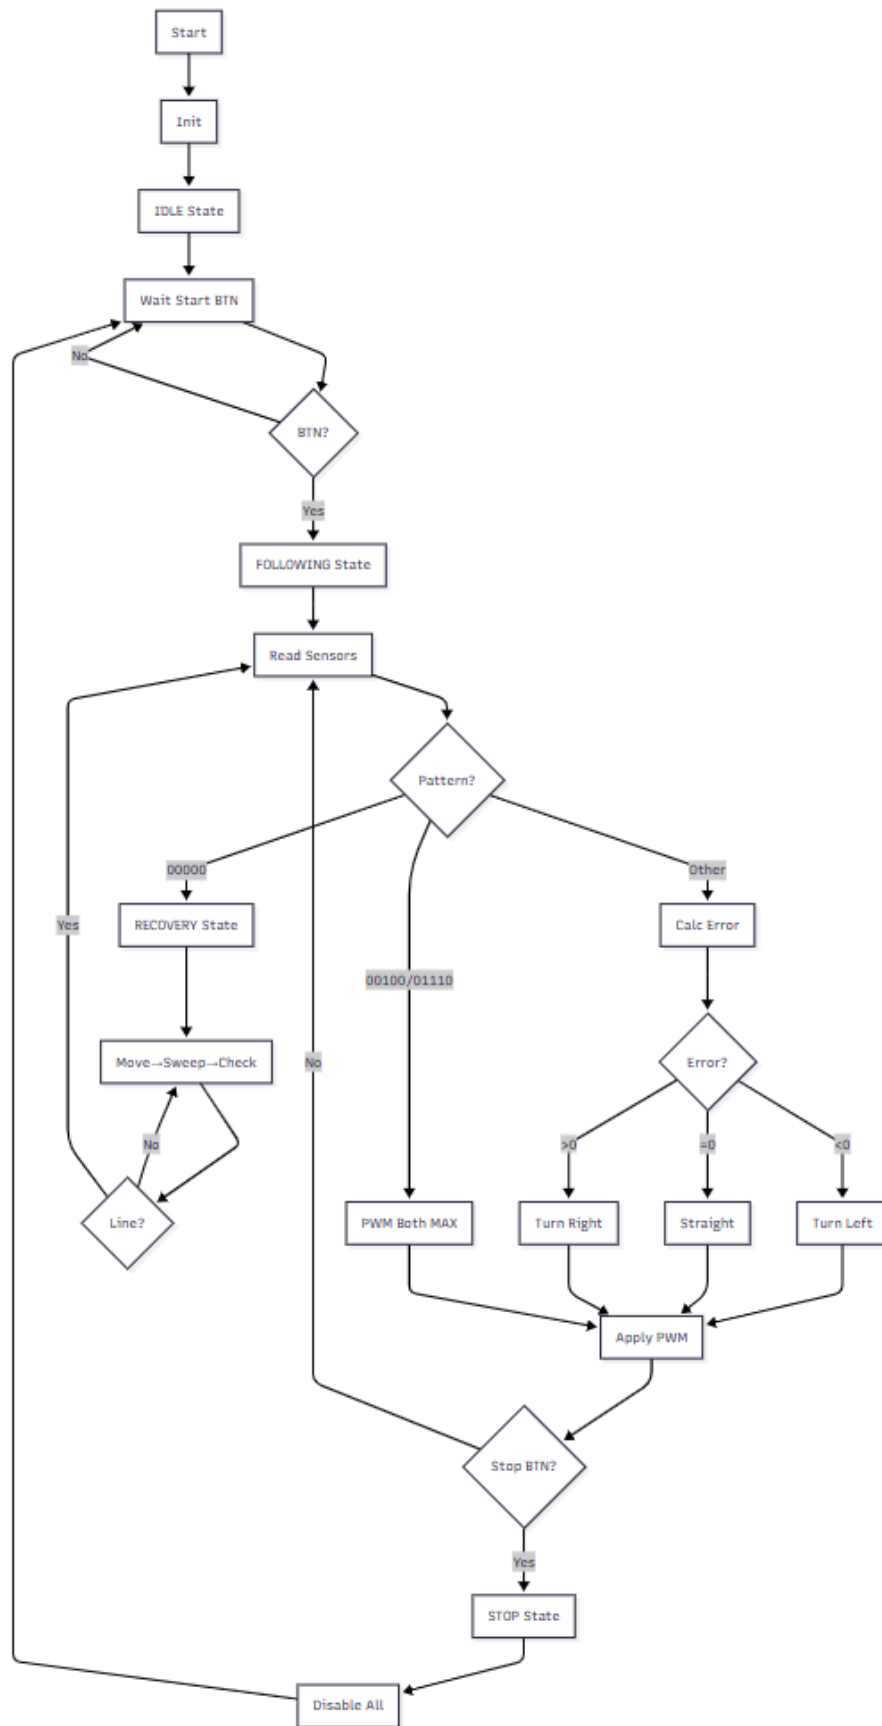 Start
Init
IDLE State
Wait Start BTN
No
BTN?
Yes
FOLLOWING State
Read Sensors
Pattern?
00000
Other
RECOVERY State
Calc Error
Yes
00100/01110
Move→Sweep→Check
No
Error?
No
>0
=0
<0
Line?
PWM Both MAX
Turn Right
Straight
Turn Left
Apply PWM
Stop BTN?
Yes
STOP State
Disable All